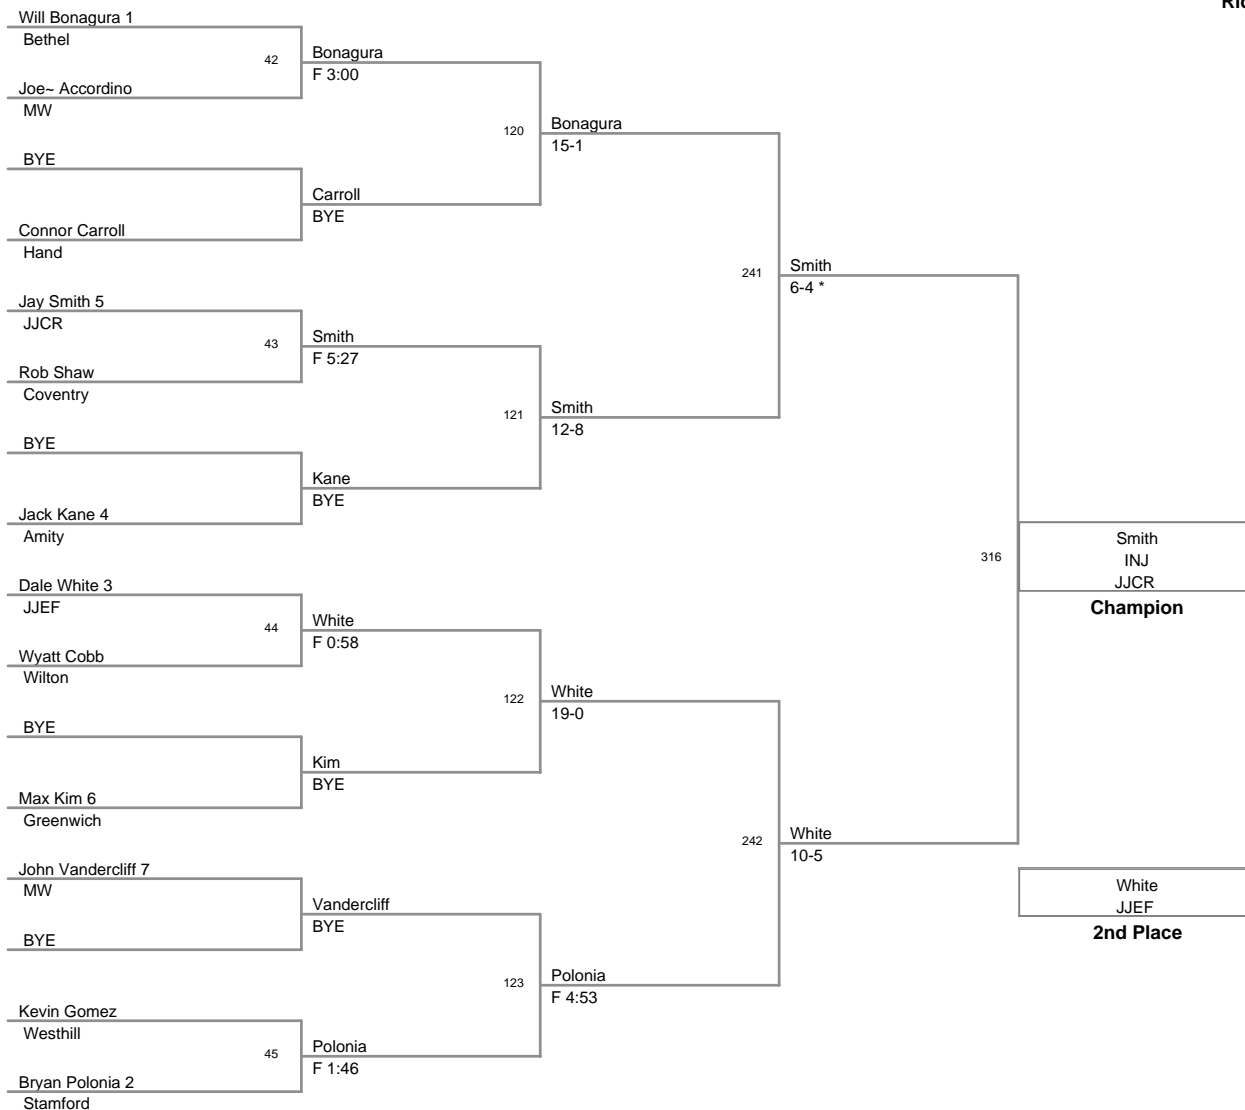 Ric
Will Bonagura 1
Bethel
42
Bonagura
F 3:00
Joe~ Accordino
MW
120
Bonagura
15-1
BYE
Carroll
BYE
Connor Carroll
Hand
241
Smith
6-4 *
Jay Smith 5
JJCR
43
Smith
F 5:27
Rob Shaw
Coventry
121
Smith
12-8
BYE
Kane
BYE
Jack Kane 4
Amity
316
Smith
INJ
JJCR
Champion
Dale White 3
JJEF
44
White
F 0:58
Wyatt Cobb
Wilton
122
White
19-0
BYE
Kim
BYE
Max Kim 6
Greenwich
242
White
10-5
John Vandercliff 7
MW
Vandercliff
BYE
BYE
White
JJEF
2nd Place
123
Polonia
F 4:53
Kevin Gomez
Westhill
45
Polonia
F 1:46
Bryan Polonia 2
Stamford